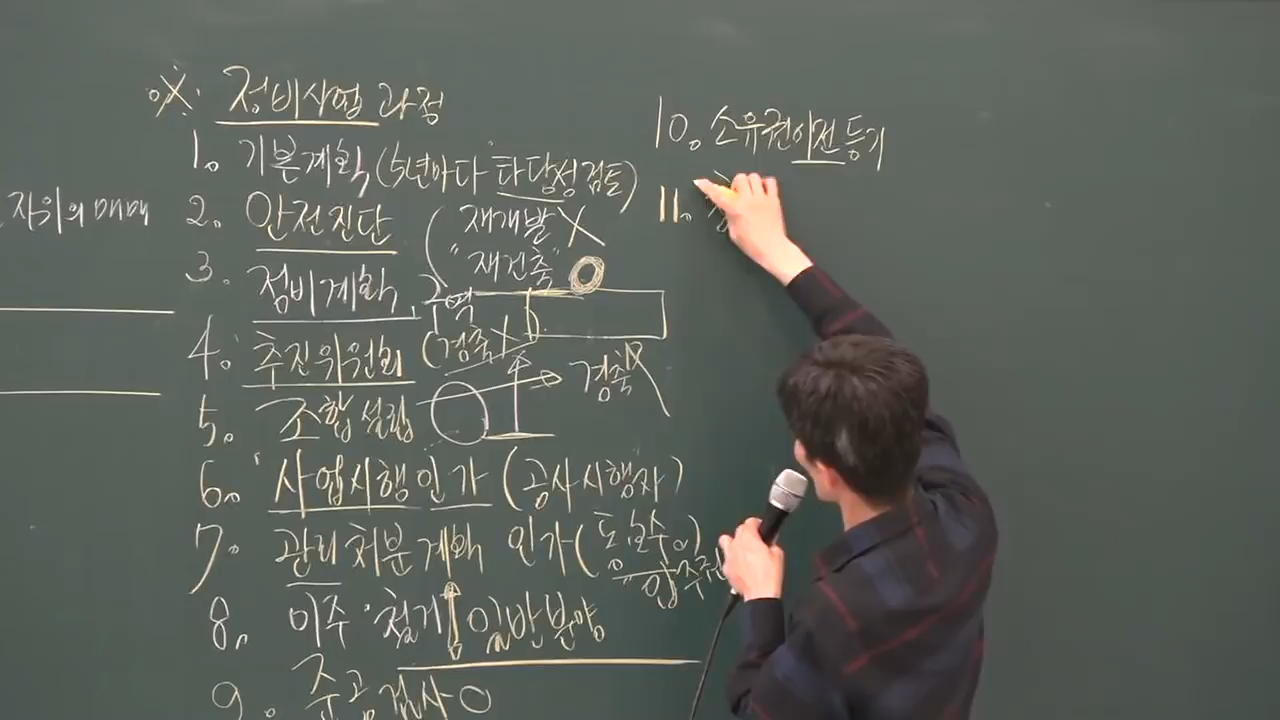 ※ 정비사업 과정
1. 기본계획 (5년마다 타당성 검토)
2. 안전진단 (재개발 X
"재건축" O
자위의 매매
3. 정비계획, 구역
4. 추진위원회 (경축X)
경축
5. 조합 설립
6. 사업시행인가 (공사시행자)
7. 관리처분계획 인가 (동,호수
8. 이주·철거 일반분양
9. 준공검사 O
10. 소유권이전등기
11.